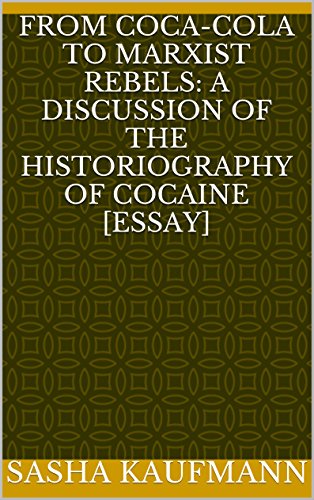 FROM COCA-COLA
TO MARXIST
REBELS: A
DISCUSSION OF
THE
HISTORIOGRAPHY
OF COCAINE
[ESSAY]
SASHA KAUFMANN